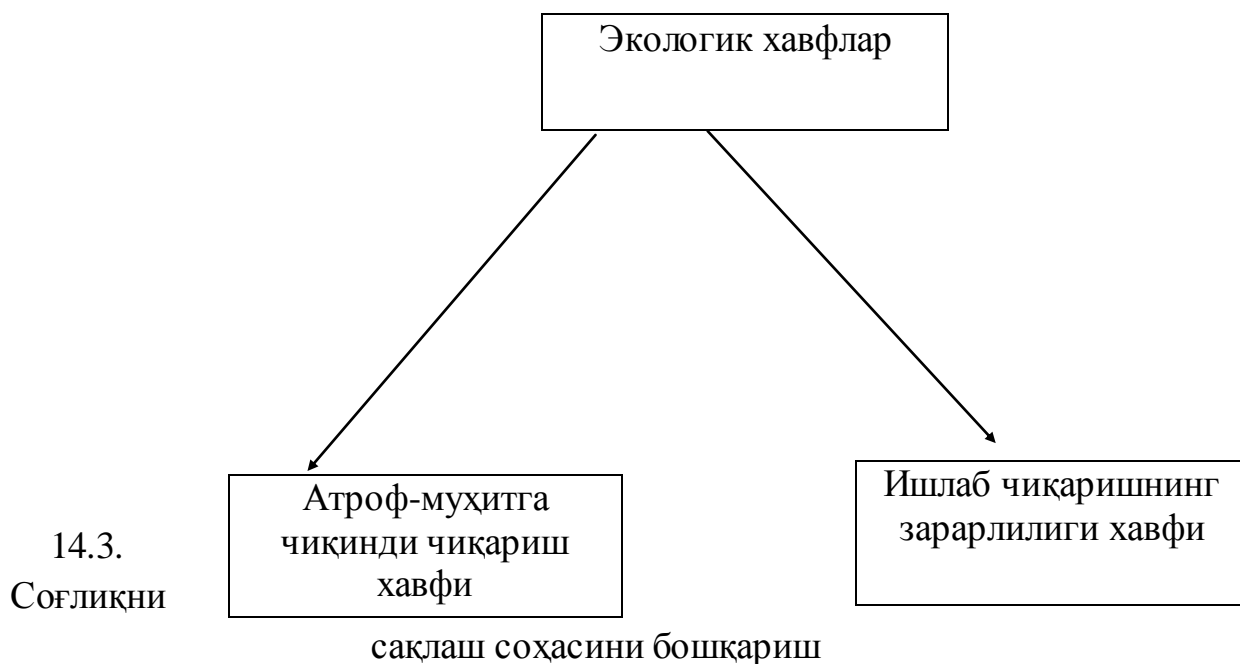 Экологик хавфлар
Атроф-муҳитга
чиқинди чиқариш
хавфи
Ишлаб чиқаришнинг
зарарлилиги хавфи
14.3.
Соғлиқни
сақлаш соҳасини бошқариш